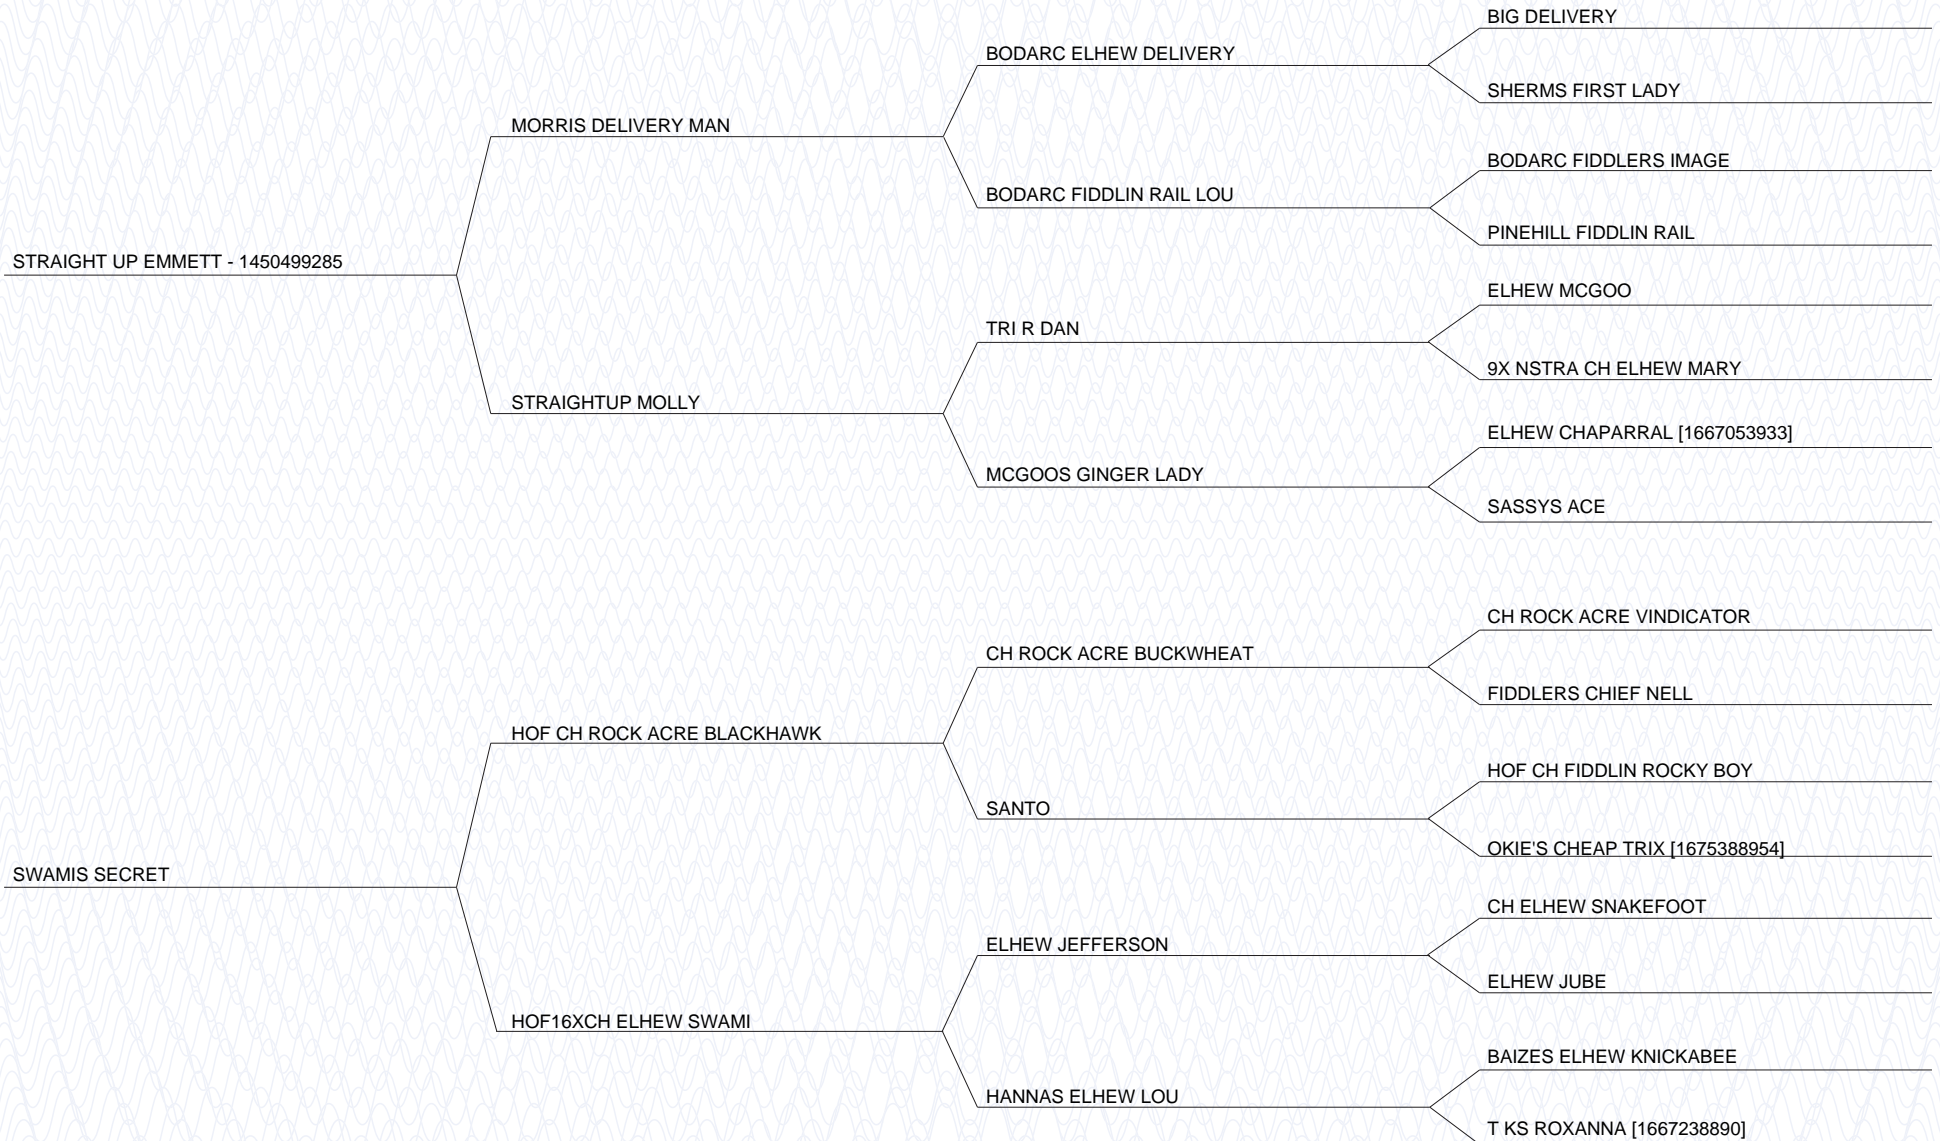 BIG DELIVERY
BODARC ELHEW DELIVERY
SHERMS FIRST LADY
MORRIS DELIVERY MAN
BODARC FIDDLERS IMAGE
BODARC FIDDLIN RAIL LOU
PINEHILL FIDDLIN RAIL
STRAIGHT UP EMMETT - 1450499285
ELHEW MCGOO
TRI R DAN
9X NSTRA CH ELHEW MARY
STRAIGHTUP MOLLY
ELHEW CHAPARRAL [1667053933]
MCGOOS GINGER LADY
SASSYS ACE
CH ROCK ACRE VINDICATOR
CH ROCK ACRE BUCKWHEAT
FIDDLERS CHIEF NELL
HOF CH ROCK ACRE BLACKHAWK
HOF CH FIDDLIN ROCKY BOY
SANTO
OKIE'S CHEAP TRIX [1675388954]
SWAMIS SECRET
CH ELHEW SNAKEFOOT
ELHEW JEFFERSON
ELHEW JUBE
HOF16XCH ELHEW SWAMI
BAIZES ELHEW KNICKABEE
HANNAS ELHEW LOU
T KS ROXANNA [1667238890]